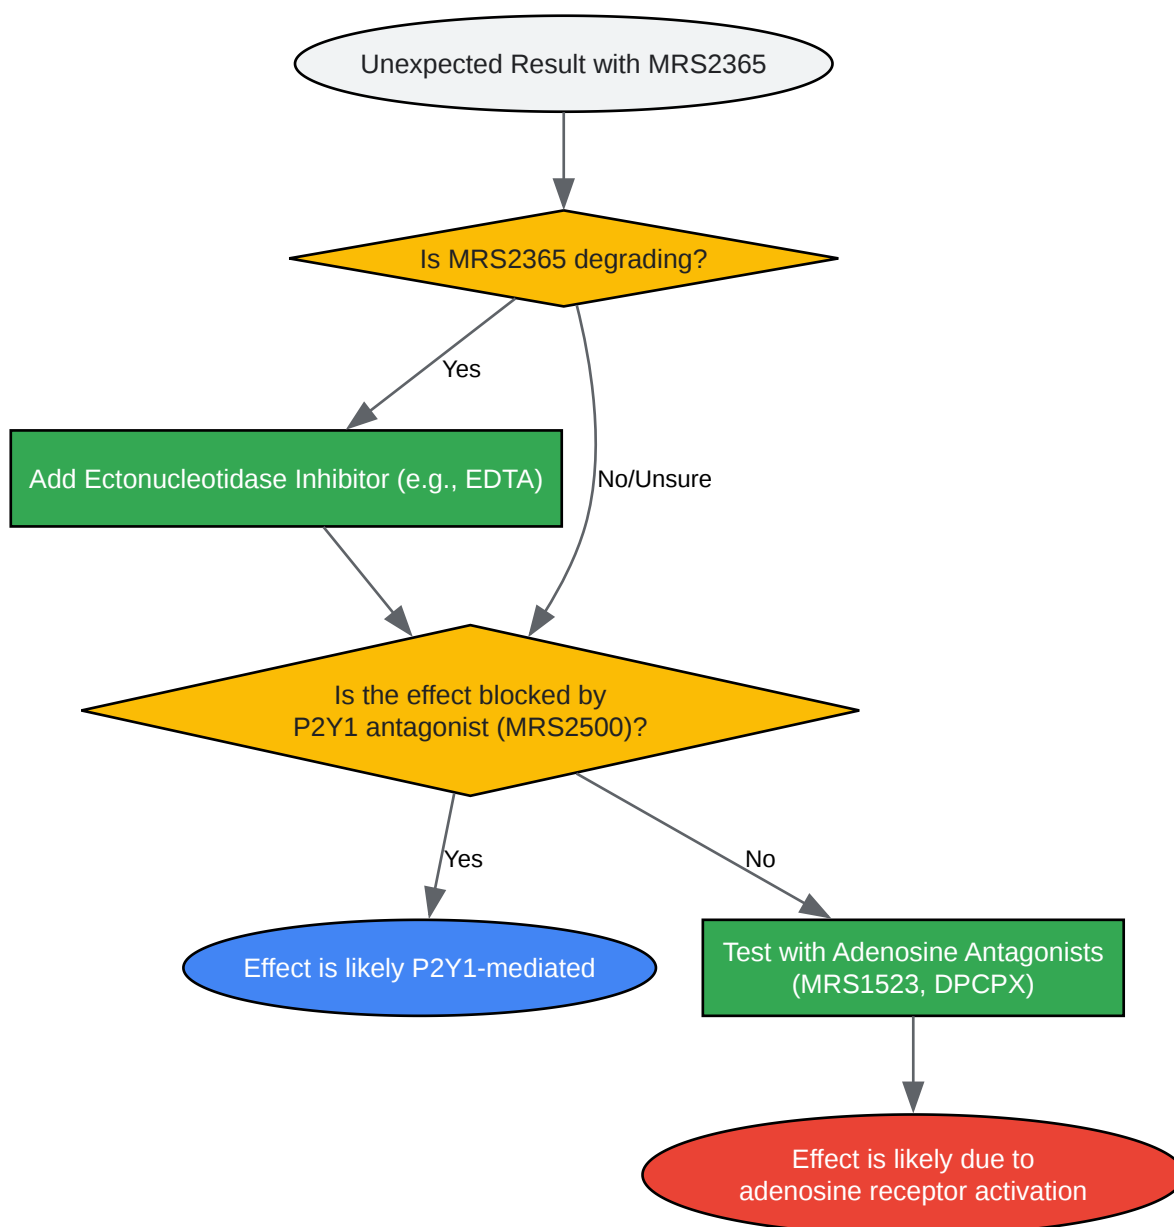 Unexpected Result with MRS2365
Is MRS2365 degrading?
Yes
Add Ectonucleotidase Inhibitor (e.g., EDTA)
No/Unsure
Is the effect blocked by
P2Y1 antagonist (MRS2500)?
Yes
No
Effect is likely P2Y1-mediated
Test with Adenosine Antagonists
(MRS1523, DPCPX)
Effect is likely due to
adenosine receptor activation